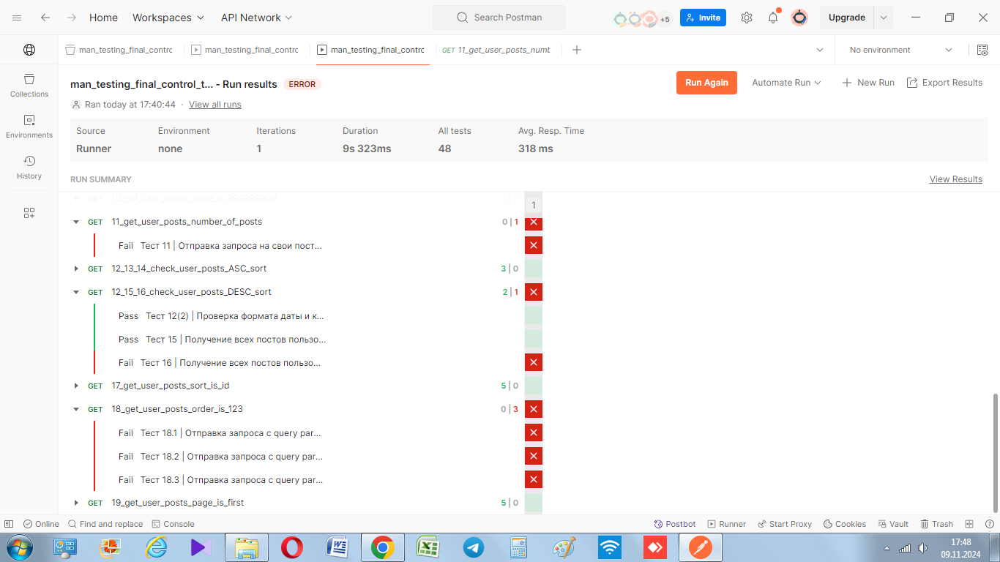 Home Workspaces API Network Search Postman +5 Invite Upgrade
man_testing_final_contro man_testing_final_contro man_testing_final_contro GET 11_get_user_posts_numb No environment
man_testing_final_control_t... - Run results ERROR Run Again Automate Run New Run Export Results
Ran today at 17:40:44 · View all runs
Source Environment Iterations Duration All tests Avg. Resp. Time
Runner none 1 9s 323ms 48 318 ms
RUN SUMMARY View Results
GET 10_get_user_posts_page_is_999999999
1
GET 11_get_user_posts_number_of_posts 0 | 1
Fail Тест 11 | Отправка запроса на свои пост...
GET 12_13_14_check_user_posts_ASC_sort 3 | 0
GET 12_15_16_check_user_posts_DESC_sort 2 | 1
Pass Тест 12(2) | Проверка формата даты и к...
Pass Тест 15 | Получение всех постов пользо...
Fail Тест 16 | Получение всех постов пользо...
GET 17_get_user_posts_sort_is_id 5 | 0
GET 18_get_user_posts_order_is_123 0 | 3
Fail Тест 18.1 | Отправка запроса с query par...
Fail Тест 18.2 | Отправка запроса с query par...
Fail Тест 18.3 | Отправка запроса с query par...
GET 19_get_user_posts_page_is_first 5 | 0
Collections
Environments
History
Online Find and replace Console Postbot Runner Start Proxy Cookies Vault Trash
17:48
09.11.2024